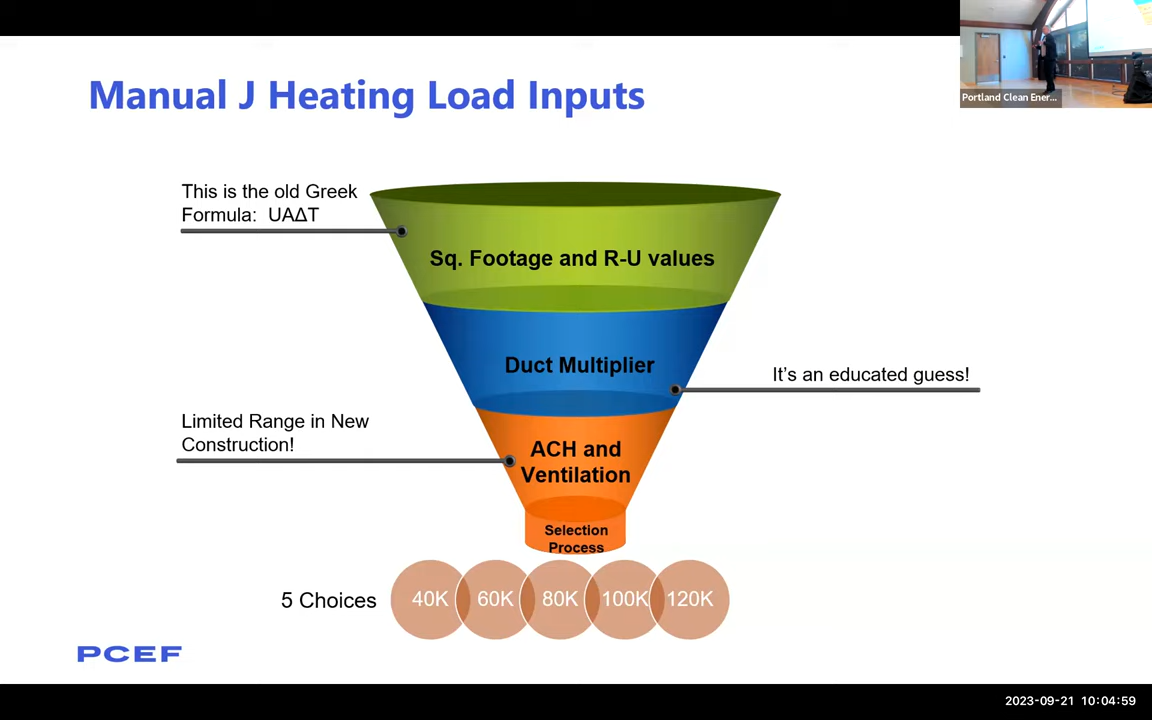 Manual J Heating Load Inputs
Portland Clean Ener...
This is the old Greek
Formula: UAΔT
Sq. Footage and R-U values
Duct Multiplier
It's an educated guess!
Limited Range in New
Construction!
ACH and
Ventilation
Selection
Process
5 Choices
40K
60K
80K
100K
120K
PCEF
2023-09-21 10:04:59